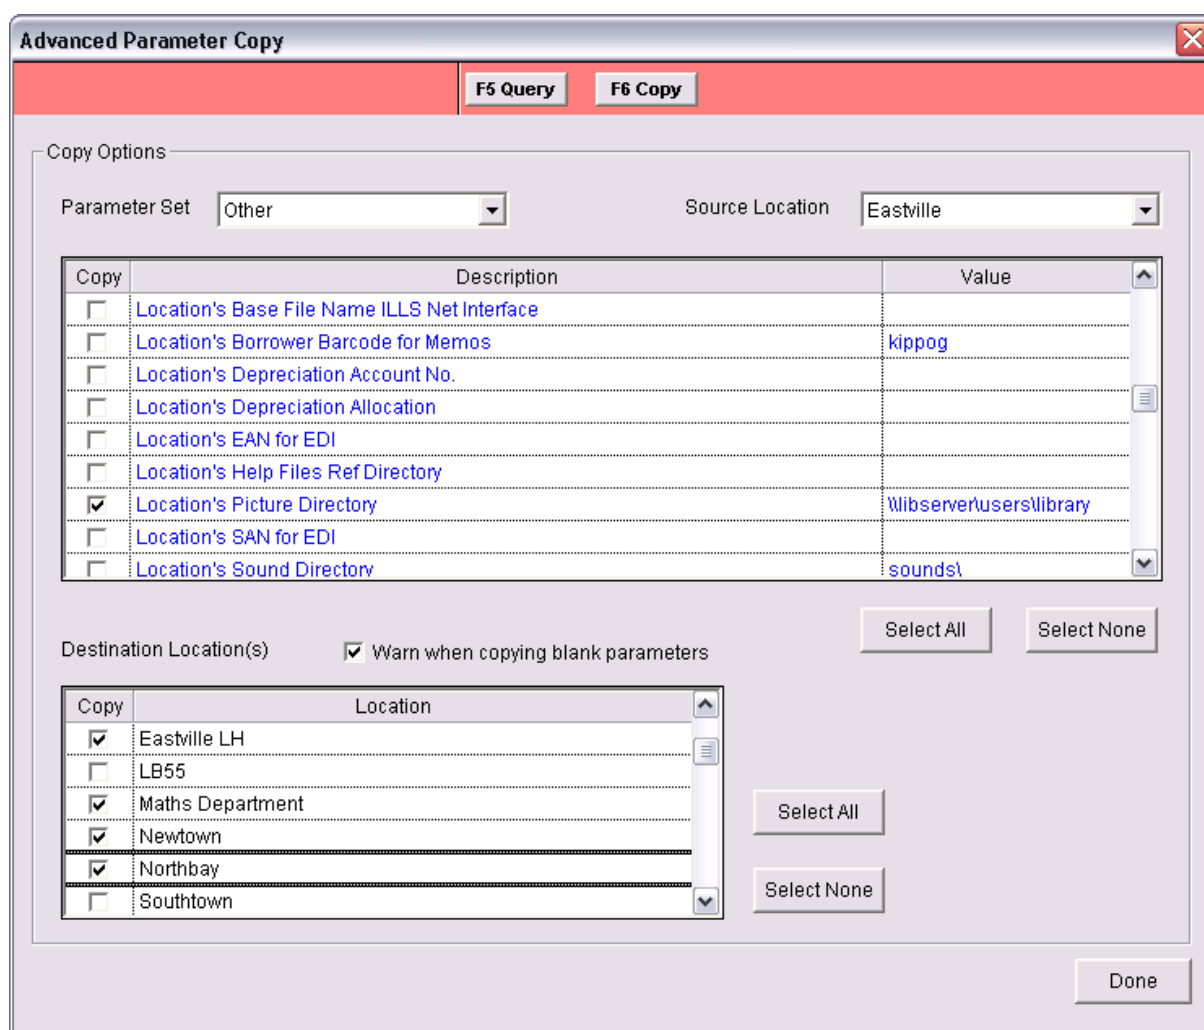 Advanced Parameter Copy
F5 Query F6 Copy
Copy Options
Parameter Set Other Source Location Eastville
Copy Description Value
Location's Base File Name ILLS Net Interface
Location's Borrower Barcode for Memos kippog
Location's Depreciation Account No.
Location's Depreciation Allocation
Location's EAN for EDI
Location's Help Files Ref Directory
Location's Picture Directory \\libserver\users\library
Location's SAN for EDI
Location's Sound Directory sounds\
Select All Select None
Destination Location(s) Warn when copying blank parameters
Copy Location
Eastville LH
LB55
Maths Department
Newtown
Northbay
Southtown
Select All
Select None
Done